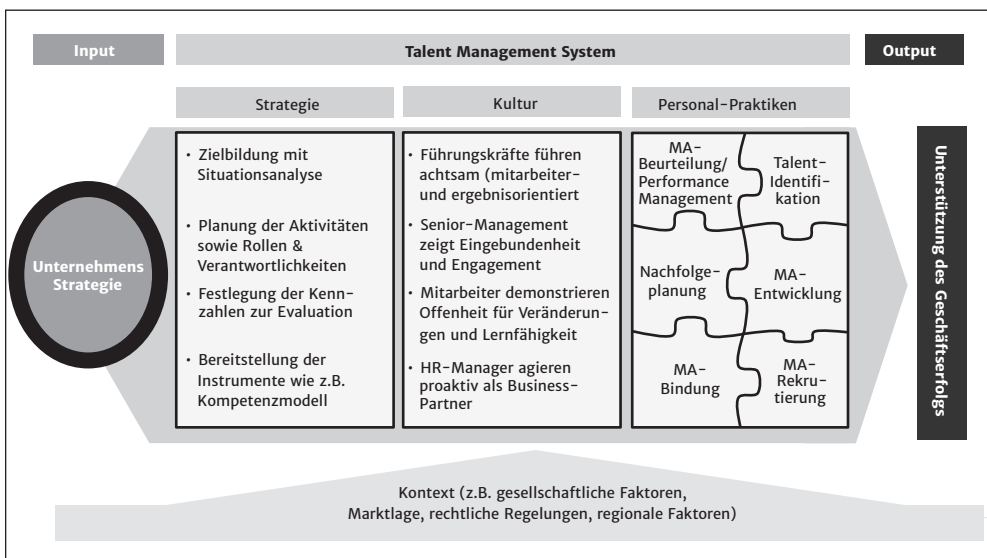 Input
Talent Management System
Output
Strategie
Kultur
Personal-Praktiken
Unternehmens
Strategie
• Zielbildung mit
Situationsanalyse
• Planung der Aktivitäten
sowie Rollen &
Verantwortlichkeiten
• Festlegung der Kenn-
zahlen zur Evaluation
• Bereitstellung der
Instrumente wie z.B.
Kompetenzmodell
• Führungskräfte führen
achtsam (mitarbeiter-
und ergebnisorientiert
• Senior-Management
zeigt Eingebundenheit
und Engagement
• Mitarbeiter demonstrieren
Offenheit für Veränderun-
gen und Lernfähigkeit
• HR-Manager agieren
proaktiv als Business-
Partner
MA-
Beurteilung/
Performance
Management
Talent-
Identifi-
kation
Nachfolge-
planung
MA-
Entwicklung
MA-
Bindung
MA-
Rekru-
tierung
Unterstützung des Geschäftserfolgs
Kontext (z.B. gesellschaftliche Faktoren,
Marktlage, rechtliche Regelungen, regionale Faktoren)